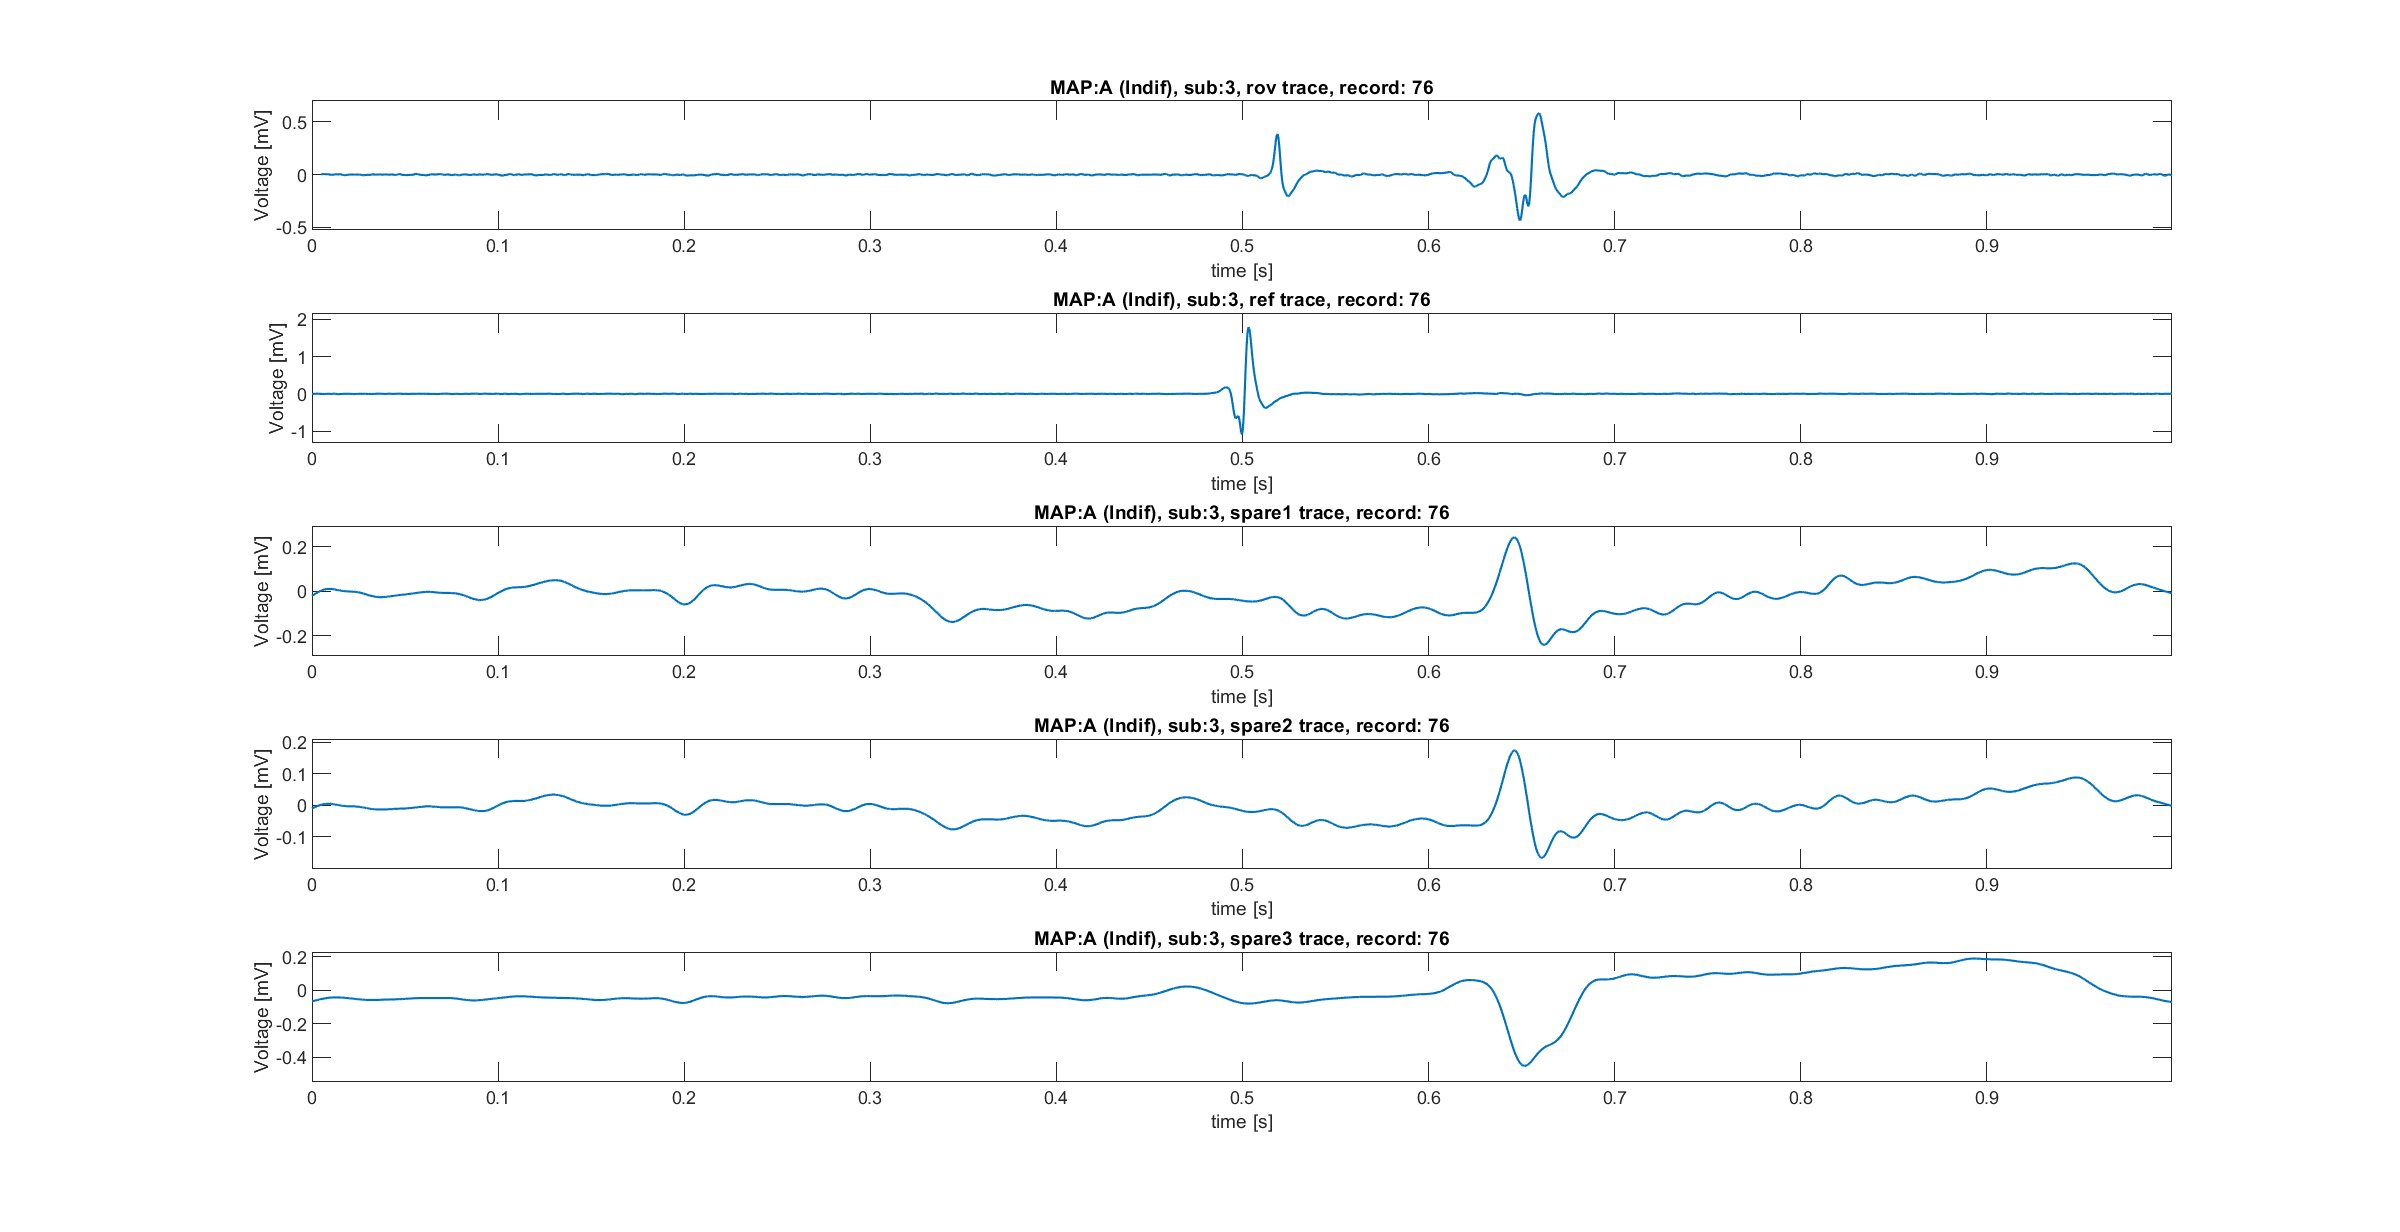 MAP:A (Indif), sub:3, rov trace, record: 76
Voltage [mV]
0.5
0
-0.5
0 0.1 0.2 0.3 0.4 0.5 0.6 0.7 0.8 0.9
time [s]
MAP:A (Indif), sub:3, ref trace, record: 76
Voltage [mV]
2
1
0
-1
0 0.1 0.2 0.3 0.4 0.5 0.6 0.7 0.8 0.9
time [s]
MAP:A (Indif), sub:3, spare1 trace, record: 76
Voltage [mV]
0.2
0
-0.2
0 0.1 0.2 0.3 0.4 0.5 0.6 0.7 0.8 0.9
time [s]
MAP:A (Indif), sub:3, spare2 trace, record: 76
Voltage [mV]
0.2
0.1
0
-0.1
0 0.1 0.2 0.3 0.4 0.5 0.6 0.7 0.8 0.9
time [s]
MAP:A (Indif), sub:3, spare3 trace, record: 76
Voltage [mV]
0.2
0
-0.2
-0.4
0 0.1 0.2 0.3 0.4 0.5 0.6 0.7 0.8 0.9
time [s]